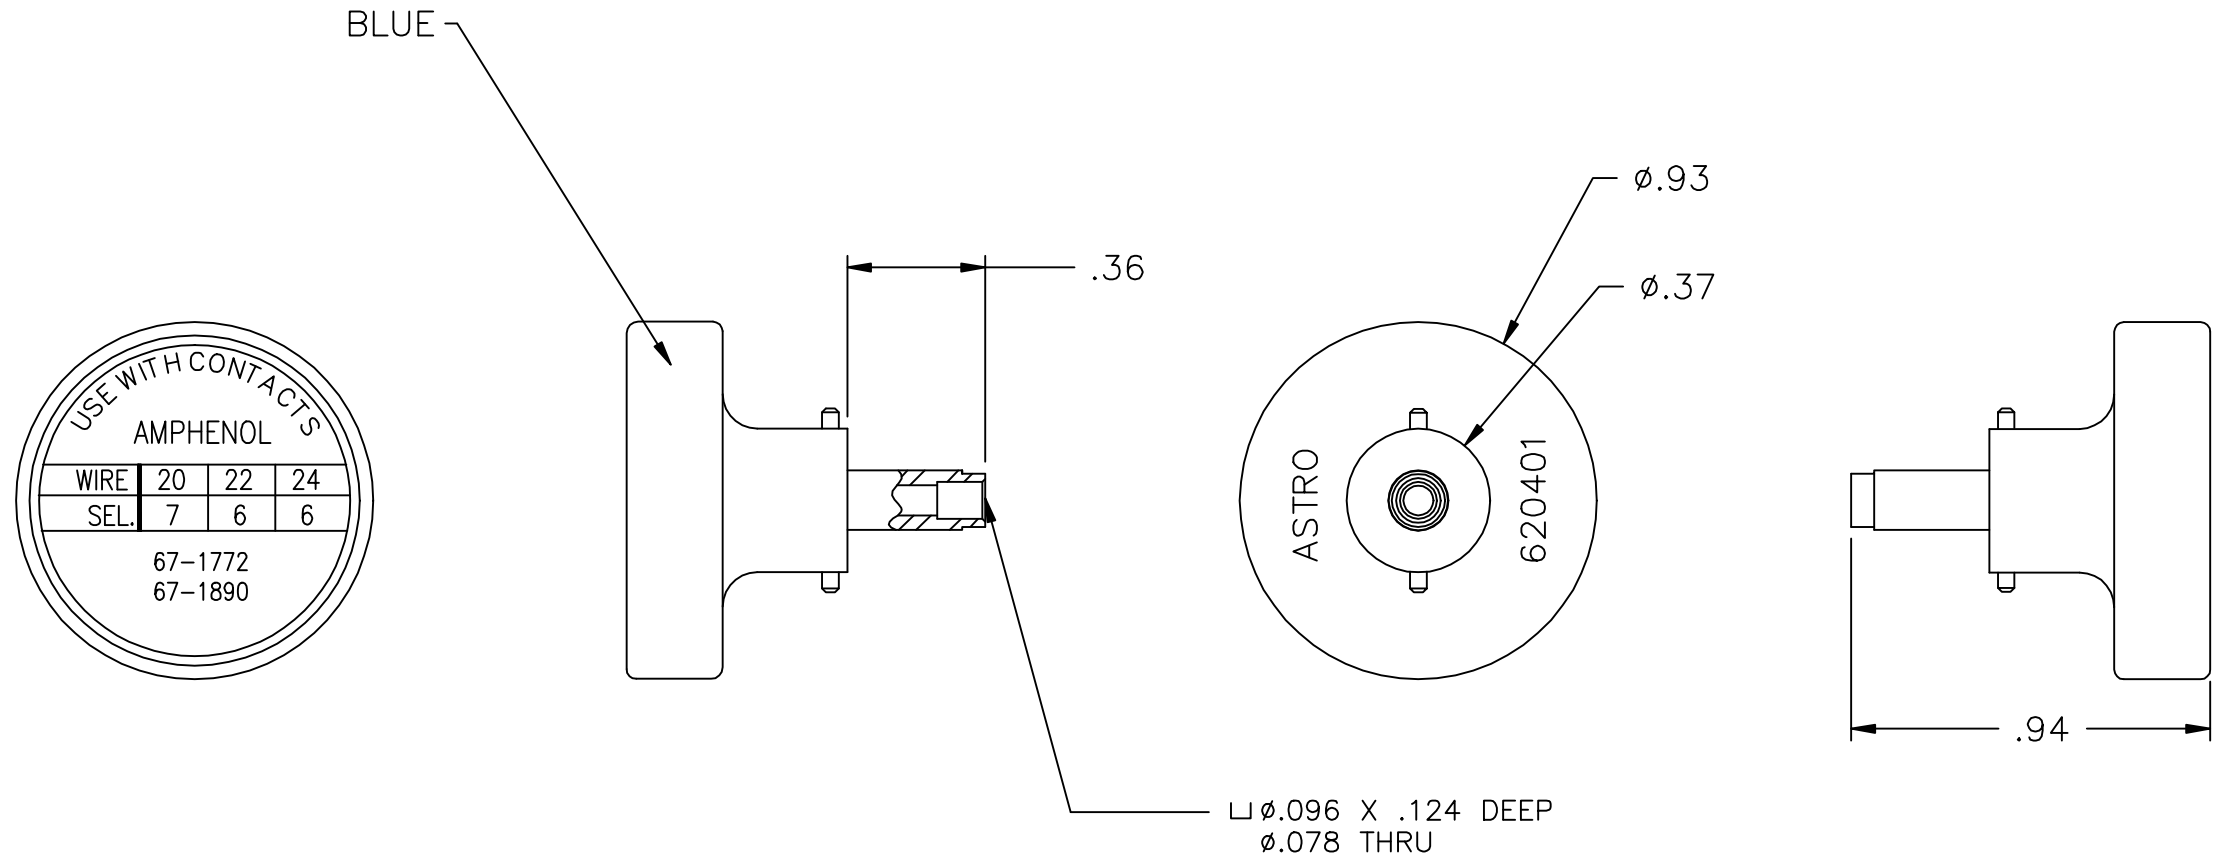 BLUE
ø.93
.36
ø.37
USE WITH CONTACTS
AMPHENOL
WIRE 20 22 24
SEL. 7 6 6
67-1772
67-1890
ASTRO
620401
.94
⌴ø.096 X .124 DEEP
ø.078 THRU